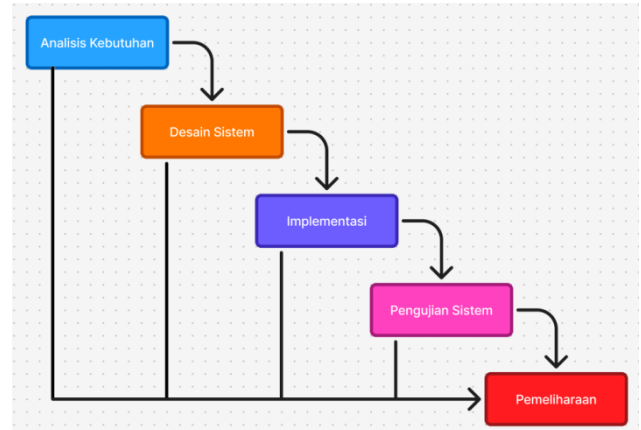 Analisis Kebutuhan
Desain Sistem
Implementasi
Pengujian Sistem
Pemeliharaan